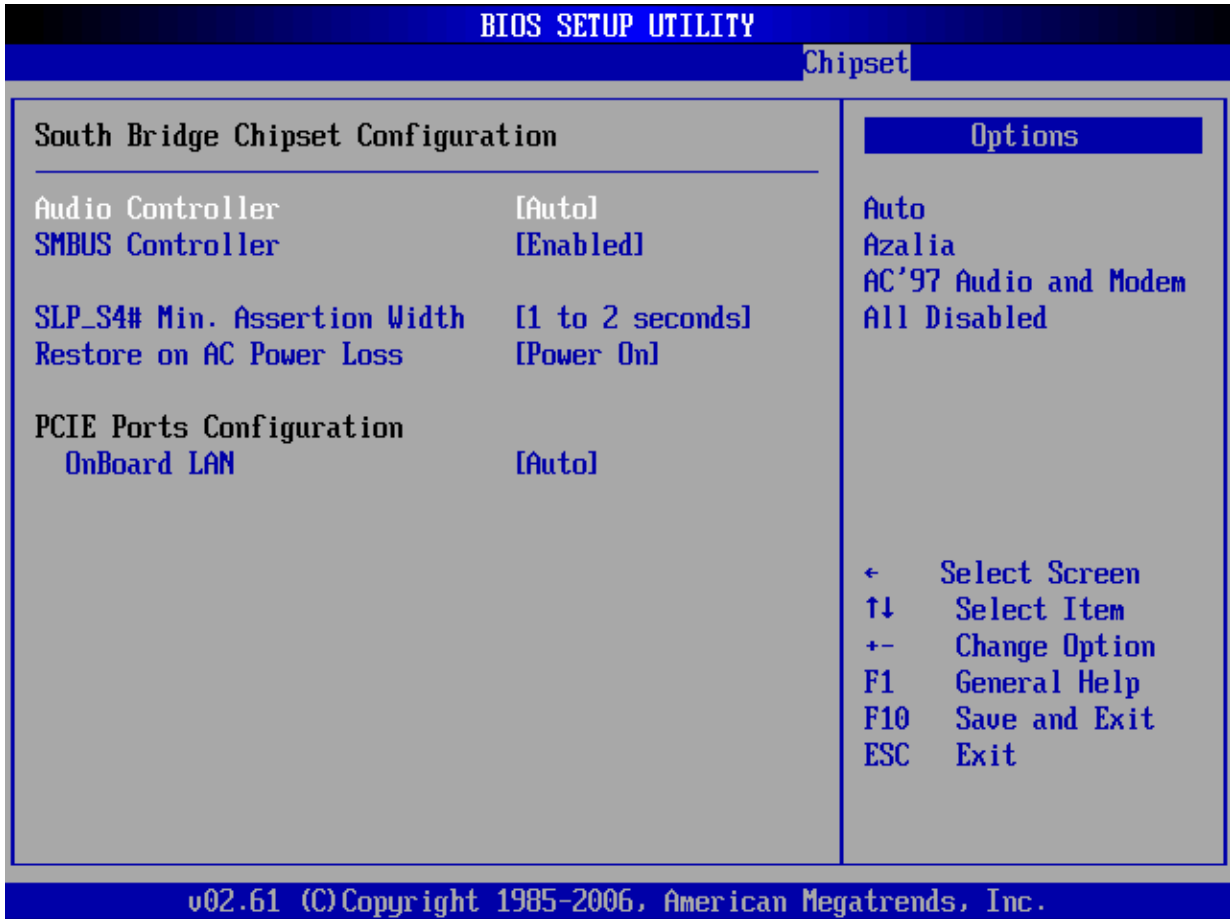 BIOS SETUP UTILITY
Chipset
South Bridge Chipset Configuration
Audio Controller [Auto]
SMBUS Controller [Enabled]
SLP_S4# Min. Assertion Width [1 to 2 seconds]
Restore on AC Power Loss [Power On]
PCIE Ports Configuration
OnBoard LAN [Auto]
Options
Auto
Azalia
AC'97 Audio and Modem
All Disabled
← Select Screen
↑↓ Select Item
+- Change Option
F1 General Help
F10 Save and Exit
ESC Exit
v02.61 (C)Copyright 1985-2006, American Megatrends, Inc.